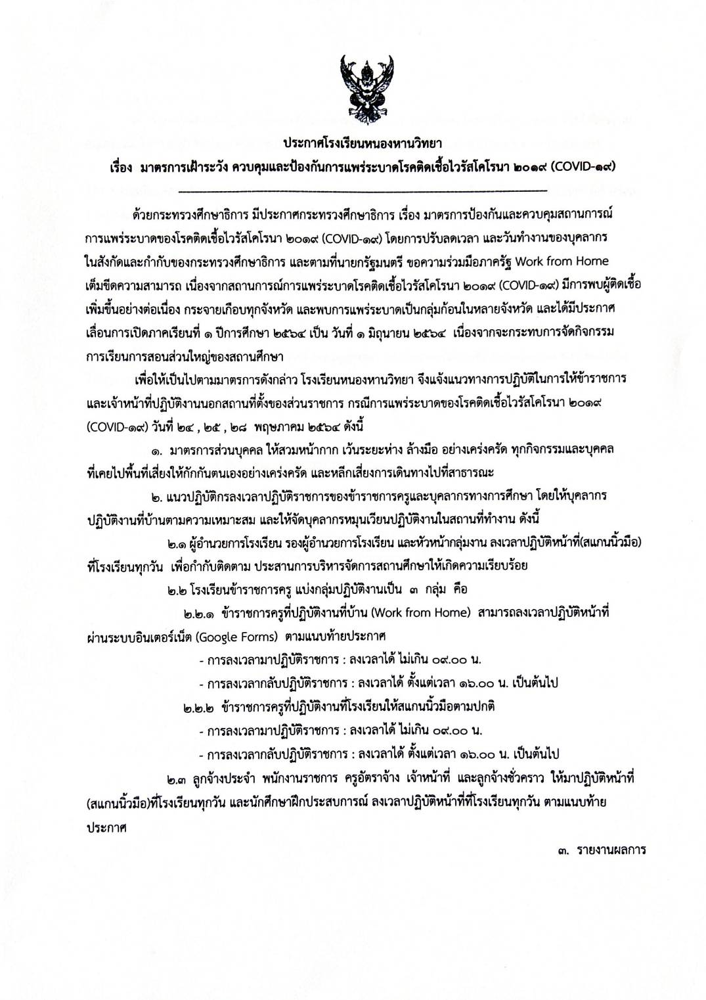 ประกาศโรงเรียนหนองหานวิทยา
เรื่อง มาตรการเฝ้าระวัง ควบคุมและป้องกันการแพร่ระบาดโรคติดเชื้อไวรัสโคโรนา ๒๐๑๙ (COVID-๑๙)
ด้วยกระทรวงศึกษาธิการ มีประกาศกระทรวงศึกษาธิการ เรื่อง มาตรการป้องกันและควบคุมสถานการณ์
การแพร่ระบาดของโรคติดเชื้อไวรัสโคโรนา ๒๐๑๙ (COVID-๑๙) โดยการปรับลดเวลา และวันทำงานของบุคลากร
ในสังกัดและกำกับของกระทรวงศึกษาธิการ และตามที่นายกรัฐมนตรี ขอความร่วมมือภาครัฐ Work from Home
เต็มขีดความสามารถ เนื่องจากสถานการณ์การแพร่ระบาดโรคติดเชื้อไวรัสโคโรนา ๒๐๑๙ (COVID-๑๙) มีการพบผู้ติดเชื้อ
เพิ่มขึ้นอย่างต่อเนื่อง กระจายเกือบทุกจังหวัด และพบการแพร่ระบาดเป็นกลุ่มก้อนในหลายจังหวัด และได้มีประกาศ
เลื่อนการเปิดภาคเรียนที่ ๑ ปีการศึกษา ๒๕๖๔ เป็น วันที่ ๑ มิถุนายน ๒๕๖๔ เนื่องจากจะกระทบการจัดกิจกรรม
การเรียนการสอนส่วนใหญ่ของสถานศึกษา
เพื่อให้เป็นไปตามมาตรการดังกล่าว โรงเรียนหนองหานวิทยา จึงแจ้งแนวทางการปฏิบัติในการให้ข้าราชการ
และเจ้าหน้าที่ปฏิบัติงานนอกสถานที่ตั้งของส่วนราชการ กรณีการแพร่ระบาดของโรคติดเชื้อไวรัสโคโรนา ๒๐๑๙
(COVID-๑๙) วันที่ ๒๔ , ๒๕ , ๒๘ พฤษภาคม ๒๕๖๔ ดังนี้
๑. มาตรการส่วนบุคคล ให้สวมหน้ากาก เว้นระยะห่าง ล้างมือ อย่างเคร่งครัด ทุกกิจกรรมและบุคคล
ที่เคยไปพื้นที่เสี่ยงให้กักกันตนเองอย่างเคร่งครัด และหลีกเสี่ยงการเดินทางไปที่สาธารณะ
๒. แนวปฏิบัติกรลงเวลาปฏิบัติราชการของข้าราชการครูและบุคลากรทางการศึกษา โดยให้บุคลากร
ปฏิบัติงานที่บ้านตามความเหมาะสม และให้จัดบุคลากรหมุนเวียนปฏิบัติงานในสถานที่ทำงาน ดังนี้
๒.๑ ผู้อำนวยการโรงเรียน รองผู้อำนวยการโรงเรียน และหัวหน้ากลุ่มงาน ลงเวลาปฏิบัติหน้าที่(สแกนนิ้วมือ)
ที่โรงเรียนทุกวัน เพื่อกำกับติดตาม ประสานการบริหารจัดการสถานศึกษาให้เกิดความเรียบร้อย
๒.๒ โรงเรียนข้าราชการครู แบ่งกลุ่มปฏิบัติงานเป็น ๓ กลุ่ม คือ
๒.๒.๑ ข้าราชการครูที่ปฏิบัติงานที่บ้าน (Work from Home) สามารถลงเวลาปฏิบัติหน้าที่
ผ่านระบบอินเตอร์เน็ต (Google Forms) ตามแนบท้ายประกาศ
- การลงเวลามาปฏิบัติราชการ : ลงเวลาได้ ไม่เกิน ๐๙.๐๐ น.
- การลงเวลากลับปฏิบัติราชการ : ลงเวลาได้ ตั้งแต่เวลา ๑๖.๐๐ น. เป็นต้นไป
๒.๒.๒ ข้าราชการครูที่ปฏิบัติงานที่โรงเรียนให้สแกนนิ้วมือตามปกติ
- การลงเวลามาปฏิบัติราชการ : ลงเวลาได้ ไม่เกิน ๐๙.๐๐ น.
- การลงเวลากลับปฏิบัติราชการ : ลงเวลาได้ ตั้งแต่เวลา ๑๖.๐๐ น. เป็นต้นไป
๒.๓ ลูกจ้างประจำ พนักงานราชการ ครูอัตราจ้าง เจ้าหน้าที่ และลูกจ้างชั่วคราว ให้มาปฏิบัติหน้าที่
(สแกนนิ้วมือ)ที่โรงเรียนทุกวัน และนักศึกษาฝึกประสบการณ์ ลงเวลาปฏิบัติหน้าที่ที่โรงเรียนทุกวัน ตามแนบท้าย
ประกาศ
๓. รายงานผลการ